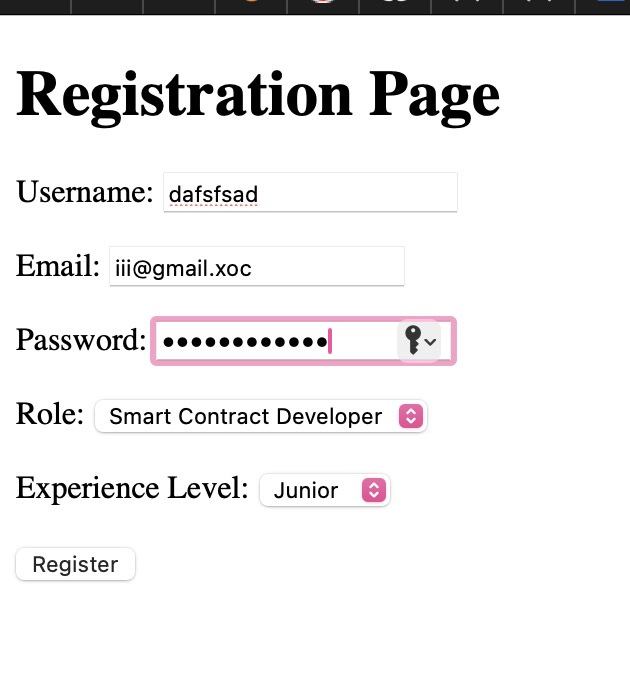 Registration Page
Username: dafsfsad
Email: iii@gmail.xoc
Password: ••••••••••••
Role: Smart Contract Developer
Experience Level: Junior
Register